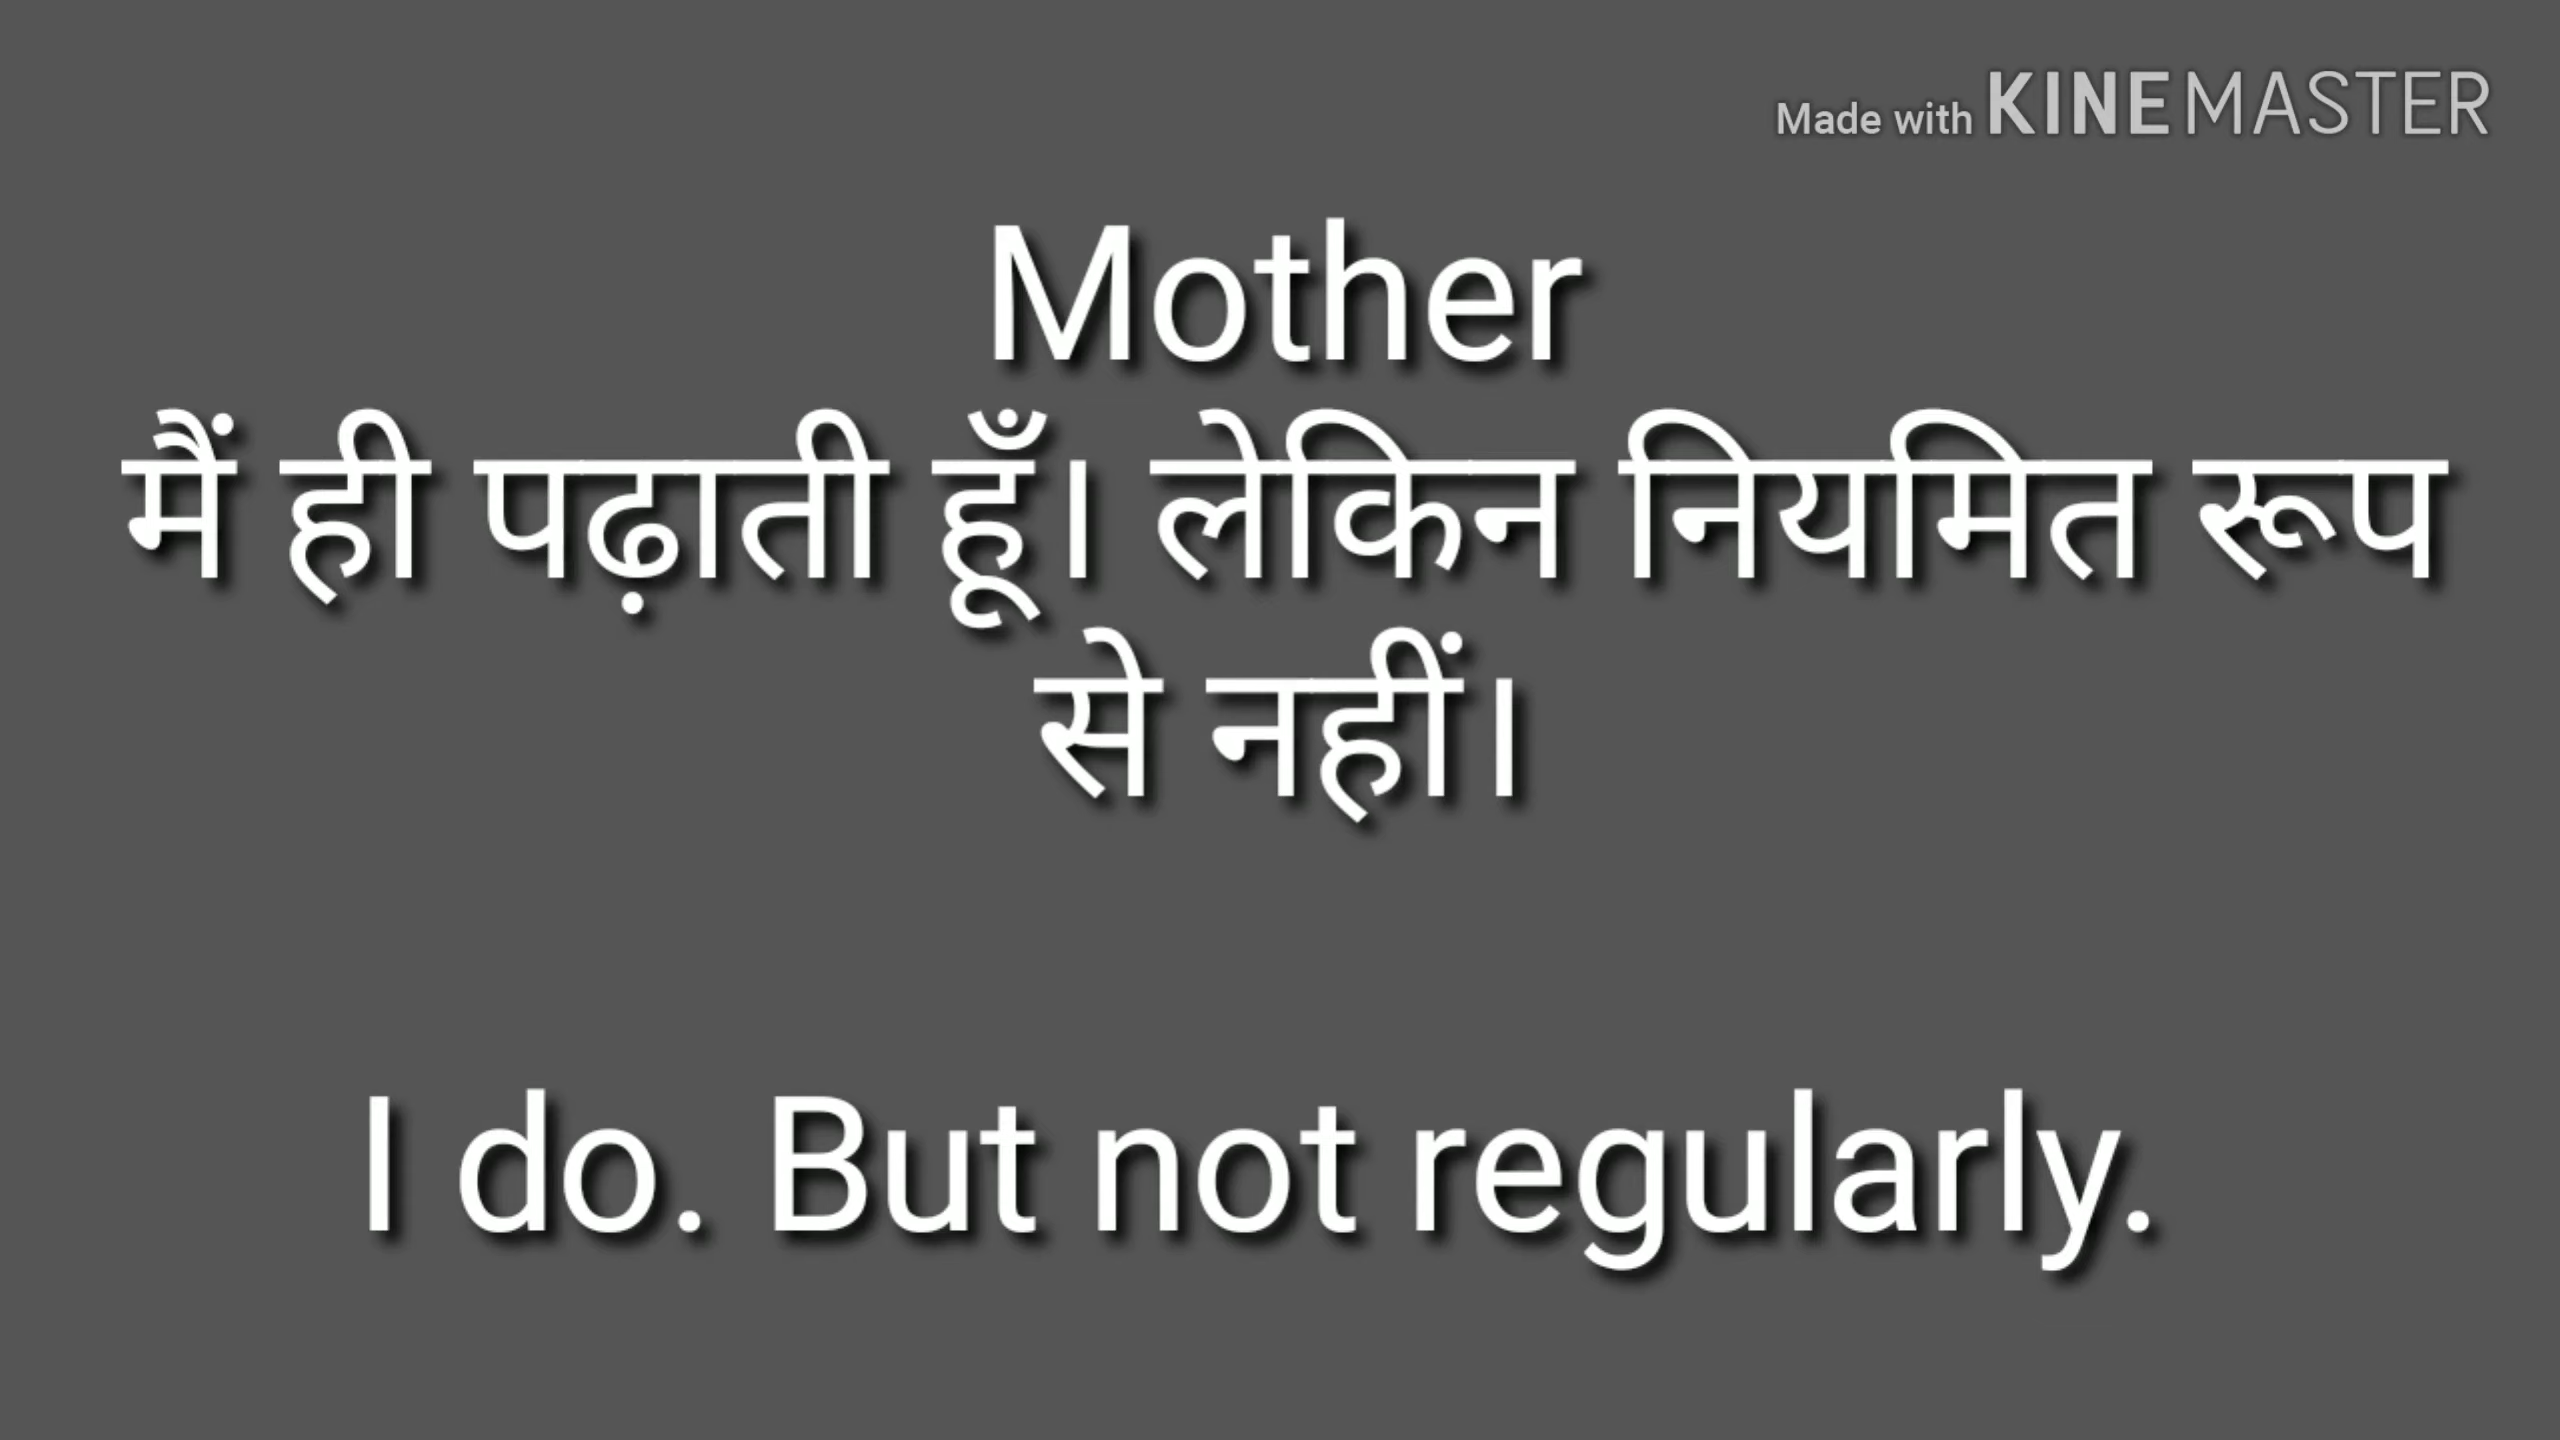 Made with KINEMASTER
Mother
मैं ही पढ़ाती हूँ। लेकिन नियमित रूप
से नहीं।
I do. But not regularly.